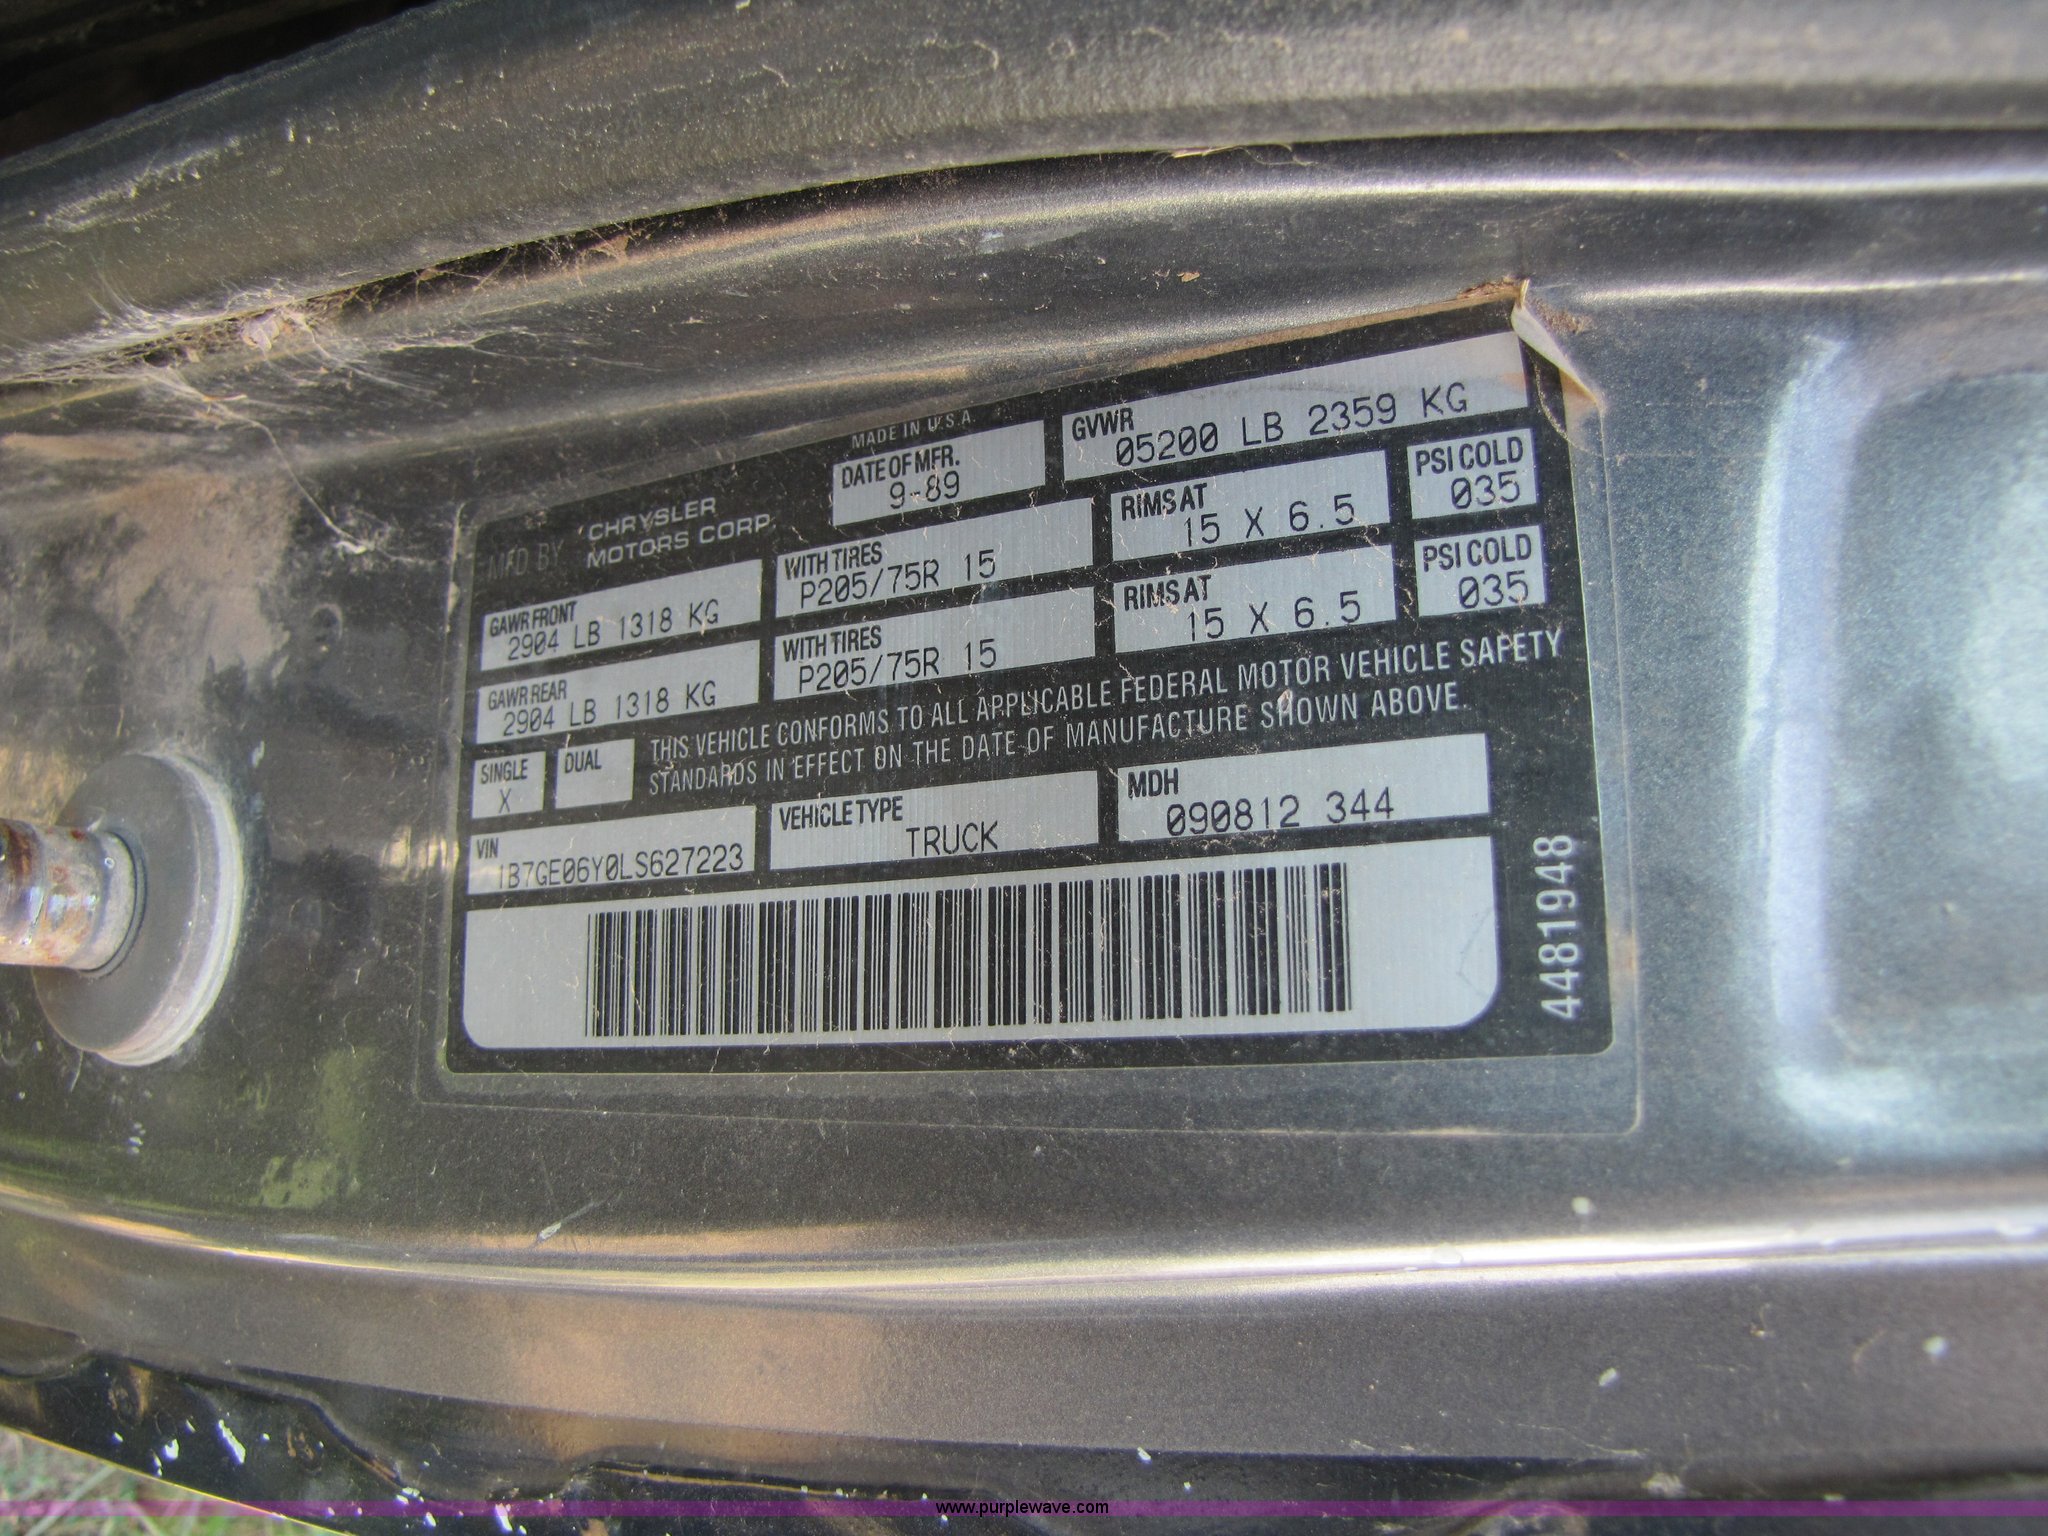 MADE IN U.S.A.
MFD BY CHRYSLER
MOTORS CORP.
DATE OF MFR.
9-89
GVWR
05200 LB 2359 KG
GAWR FRONT
2904 LB 1318 KG
WITH TIRES
P205/75R 15
RIMS AT
15 X 6.5
PSI COLD
035
GAWR REAR
2904 LB 1318 KG
WITH TIRES
P205/75R 15
RIMS AT
15 X 6.5
PSI COLD
035
SINGLE
X
DUAL
THIS VEHICLE CONFORMS TO ALL APPLICABLE FEDERAL MOTOR VEHICLE SAFETY
STANDARDS IN EFFECT ON THE DATE OF MANUFACTURE SHOWN ABOVE.
VIN
1B7GE06Y0LS627223
VEHICLE TYPE
TRUCK
MDH
090812 344
4481948
www.purplewave.com